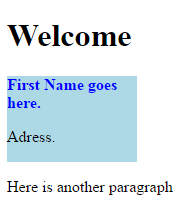 Welcome
First Name goes
here.
Adress.
Here is another paragraph